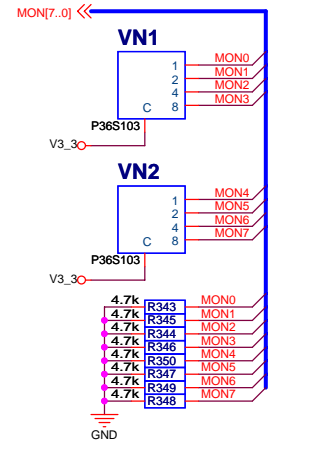 MON[7..0]
VN1
1 MON0
2 MON1
4 MON2
8 MON3
C
P36S103
V3_3
VN2
1 MON4
2 MON5
4 MON6
8 MON7
C
P36S103
V3_3
4.7k R343 MON0
4.7k R345 MON1
4.7k R344 MON2
4.7k R346 MON3
4.7k R350 MON4
4.7k R347 MON5
4.7k R349 MON6
4.7k R348 MON7
GND